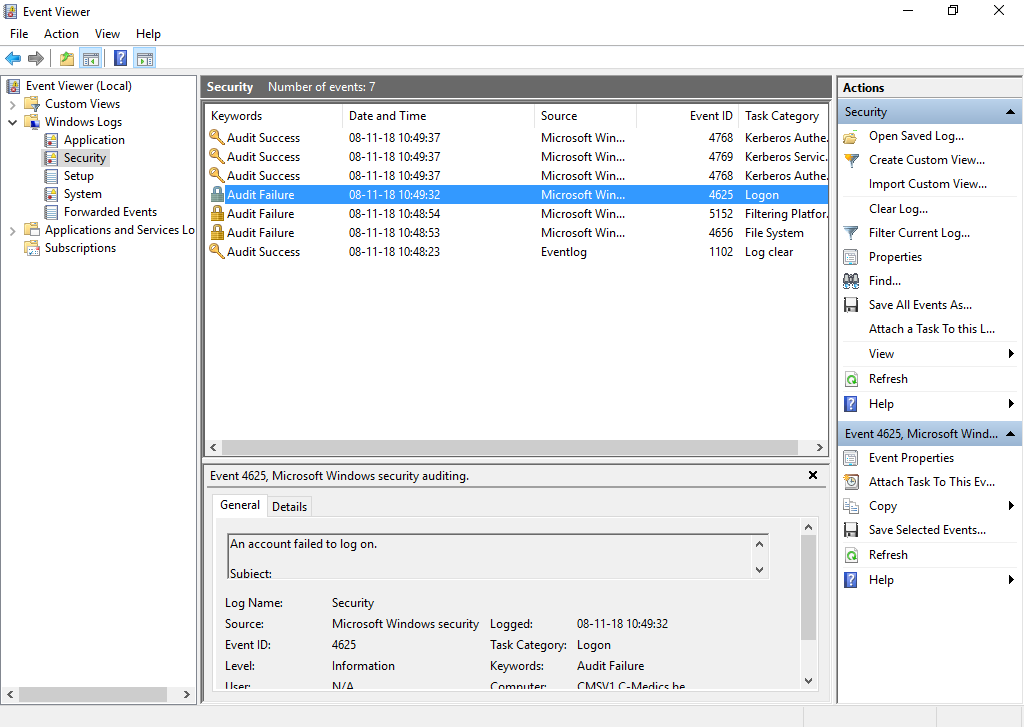 Event Viewer
File Action View Help
Event Viewer (Local)
Custom Views
Windows Logs
Application
Security
Setup
System
Forwarded Events
Applications and Services Lo
Subscriptions
Security Number of events: 7
Keywords Date and Time Source Event ID Task Category
Audit Success 08-11-18 10:49:37 Microsoft Win... 4768 Kerberos Authe...
Audit Success 08-11-18 10:49:37 Microsoft Win... 4769 Kerberos Servic...
Audit Success 08-11-18 10:49:37 Microsoft Win... 4768 Kerberos Authe...
Audit Failure 08-11-18 10:49:32 Microsoft Win... 4625 Logon
Audit Failure 08-11-18 10:48:54 Microsoft Win... 5152 Filtering Platfor...
Audit Failure 08-11-18 10:48:53 Microsoft Win... 4656 File System
Audit Success 08-11-18 10:48:23 Eventlog 1102 Log clear
Event 4625, Microsoft Windows security auditing.
General Details
An account failed to log on.
Subject:
Log Name: Security
Source: Microsoft Windows security Logged: 08-11-18 10:49:32
Event ID: 4625 Task Category: Logon
Level: Information Keywords: Audit Failure
User: N/A Computer: CMSV1.C-Medics.be
Actions
Security
Open Saved Log...
Create Custom View...
Import Custom View...
Clear Log...
Filter Current Log...
Properties
Find...
Save All Events As...
Attach a Task To this L...
View
Refresh
Help
Event 4625, Microsoft Wind...
Event Properties
Attach Task To This Ev...
Copy
Save Selected Events...
Refresh
Help